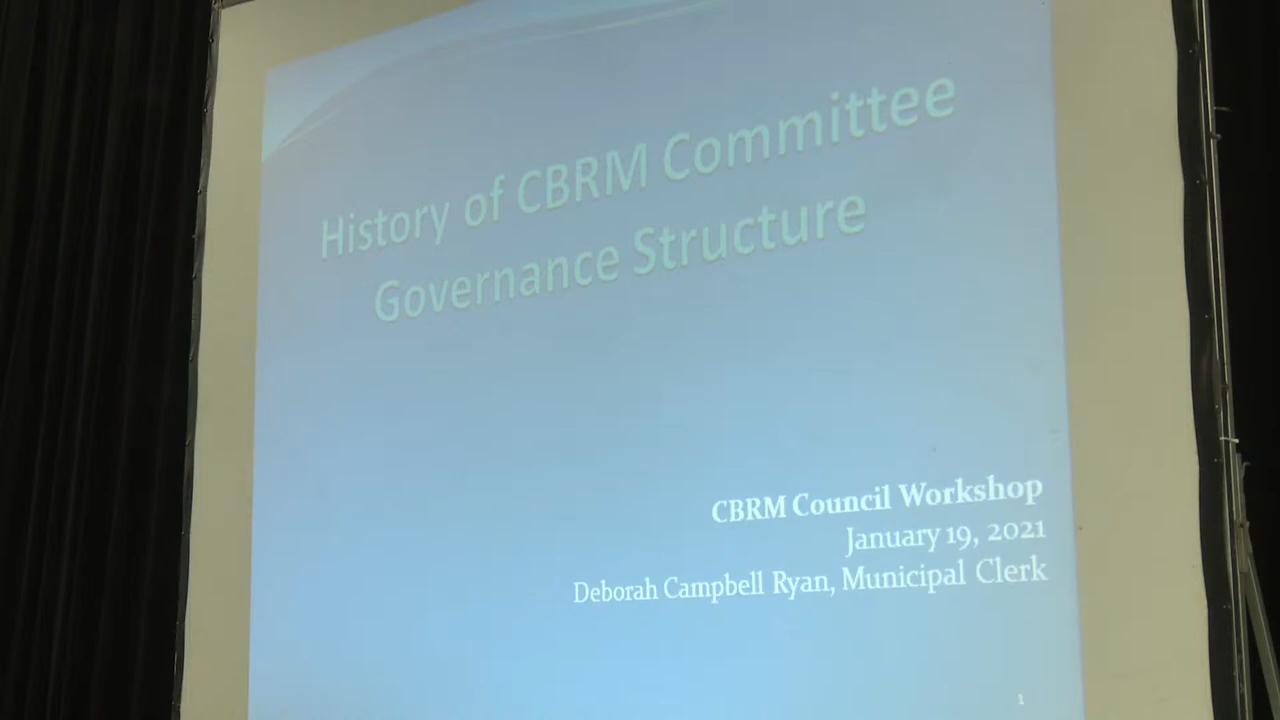 History of CBRM Committee
Governance Structure
CBRM Council Workshop
January 19, 2021
Deborah Campbell Ryan, Municipal Clerk
1